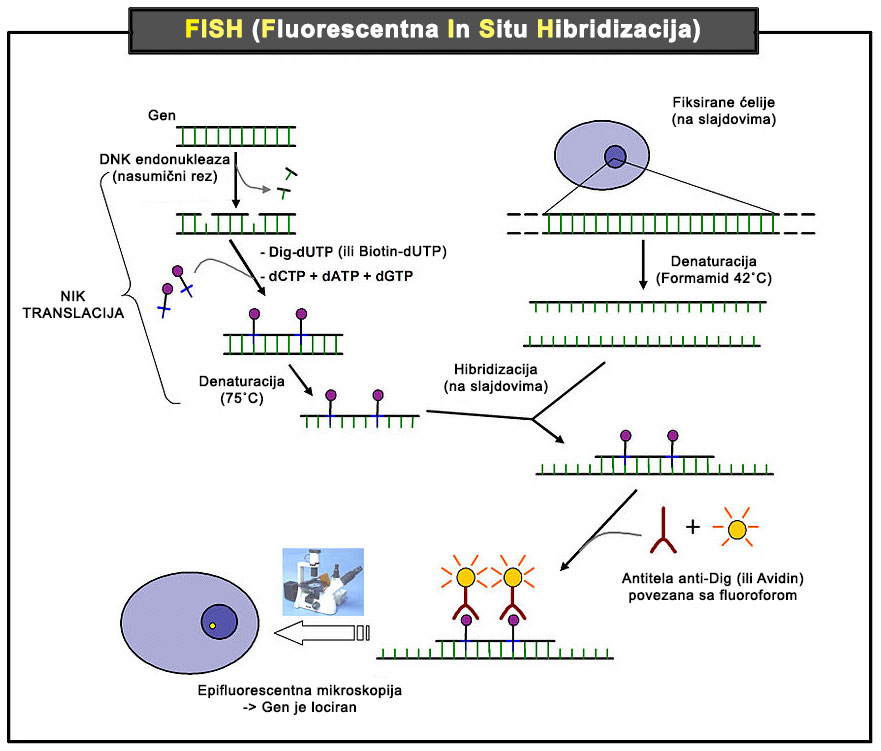 FISH (Fluorescentna In Situ Hibridizacija)
Gen
DNK endonukleaza
(nasumični rez)
- Dig-dUTP (ili Biotin-dUTP)
- dCTP + dATP + dGTP
NIK
TRANSLACIJA
Denaturacija
(75˚C)
Fiksirane ćelije
(na slajdovima)
Denaturacija
(Formamid 42˚C)
Hibridizacija
(na slajdovima)
+
Antitela anti-Dig (ili Avidin)
povezana sa fluoroforom
Epifluorescentna mikroskopija
-> Gen je lociran